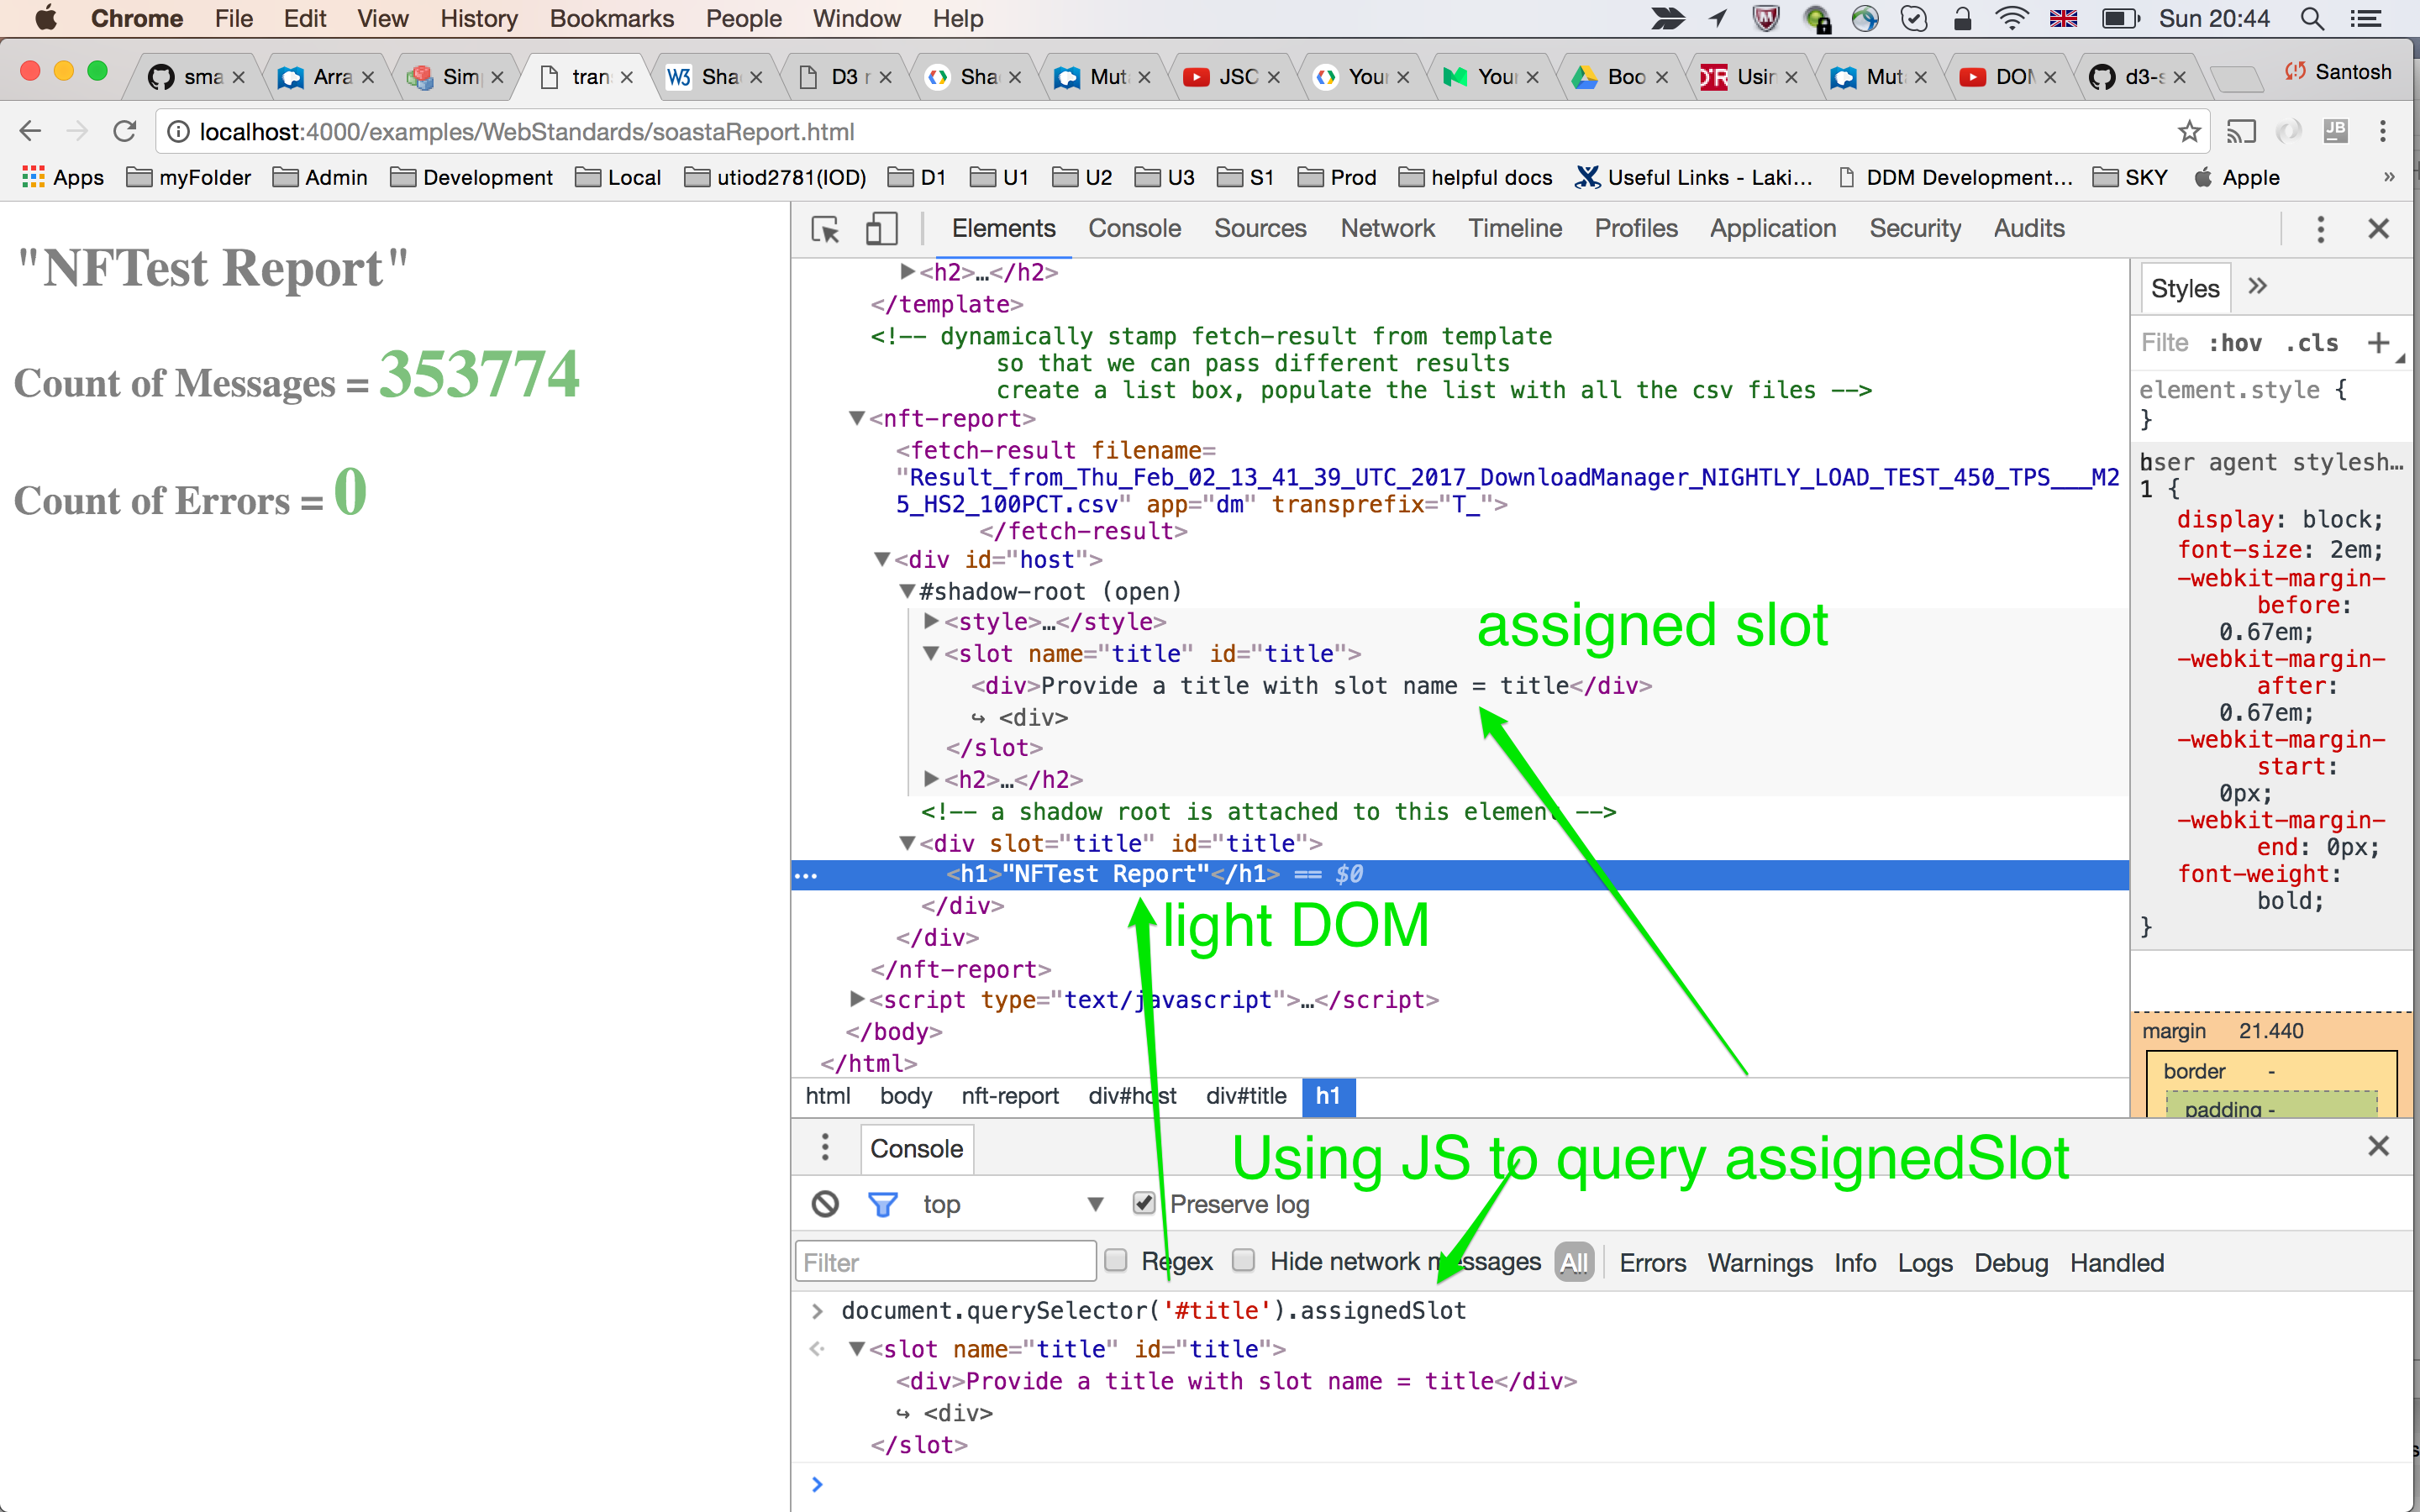 Chrome File Edit View History Bookmarks People Window Help Sun 20:44
sma Arra Sim tran Sha D3 r Sha Mut JSC You Your Boo Usin Mut DOM d3-s Santosh
localhost:4000/examples/WebStandards/soastaReport.html
Apps myFolder Admin Development Local utiod2781(IOD) D1 U1 U2 U3 S1 Prod helpful docs Useful Links - Laki... DDM Development... SKY Apple »
"NFTest Report"
Count of Messages = 353774
Count of Errors = 0
Elements Console Sources Network Timeline Profiles Application Security Audits
<h2>…</h2>
</template>
<!-- dynamically stamp fetch-result from template
so that we can pass different results
create a list box, populate the list with all the csv files -->
<nft-report>
<fetch-result filename=
"Result_from_Thu_Feb_02_13_41_39_UTC_2017_DownloadManager_NIGHTLY_LOAD_TEST_450_TPS___M2
5_HS2_100PCT.csv" app="dm" transprefix="T_">
</fetch-result>
<div id="host">
#shadow-root (open)
<style>…</style>
<slot name="title" id="title">
<div>Provide a title with slot name = title</div>
↪ <div>
</slot>
<h2>…</h2>
<!-- a shadow root is attached to this element -->
<div slot="title" id="title">
<h1>"NFTest Report"</h1> == $0
</div>
</div>
</nft-report>
<script type="text/javascript">…</script>
</body>
</html>
assigned slot
light DOM
html body nft-report div#host div#title h1
Styles »
Filte :hov .cls +
element.style {
}
user agent stylesh…
h1 {
display: block;
font-size: 2em;
-webkit-margin-
before:
0.67em;
-webkit-margin-
after:
0.67em;
-webkit-margin-
start:
0px;
-webkit-margin-
end: 0px;
font-weight:
bold;
}
margin 21.440
border -
padding -
Console
Using JS to query assignedSlot
top Preserve log
Filter Regex Hide network messages All Errors Warnings Info Logs Debug Handled
> document.querySelector('#title').assignedSlot
<slot name="title" id="title">
<div>Provide a title with slot name = title</div>
↪ <div>
</slot>
>